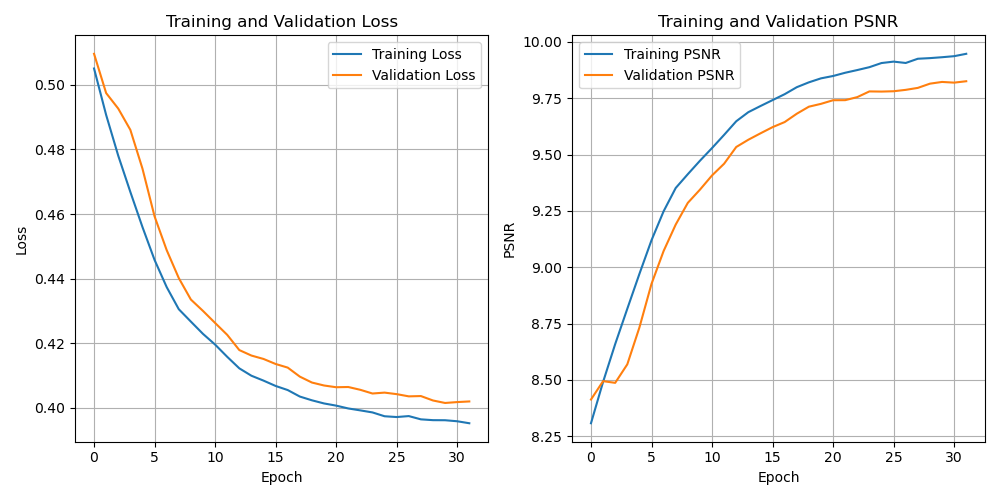 Training and Validation Loss
Training Loss
Validation Loss
0.50
0.48
0.46
0.44
0.42
0.40
Loss
0 5 10 15 20 25 30
Epoch
Training and Validation PSNR
Training PSNR
Validation PSNR
10.00
9.75
9.50
9.25
9.00
8.75
8.50
8.25
PSNR
0 5 10 15 20 25 30
Epoch